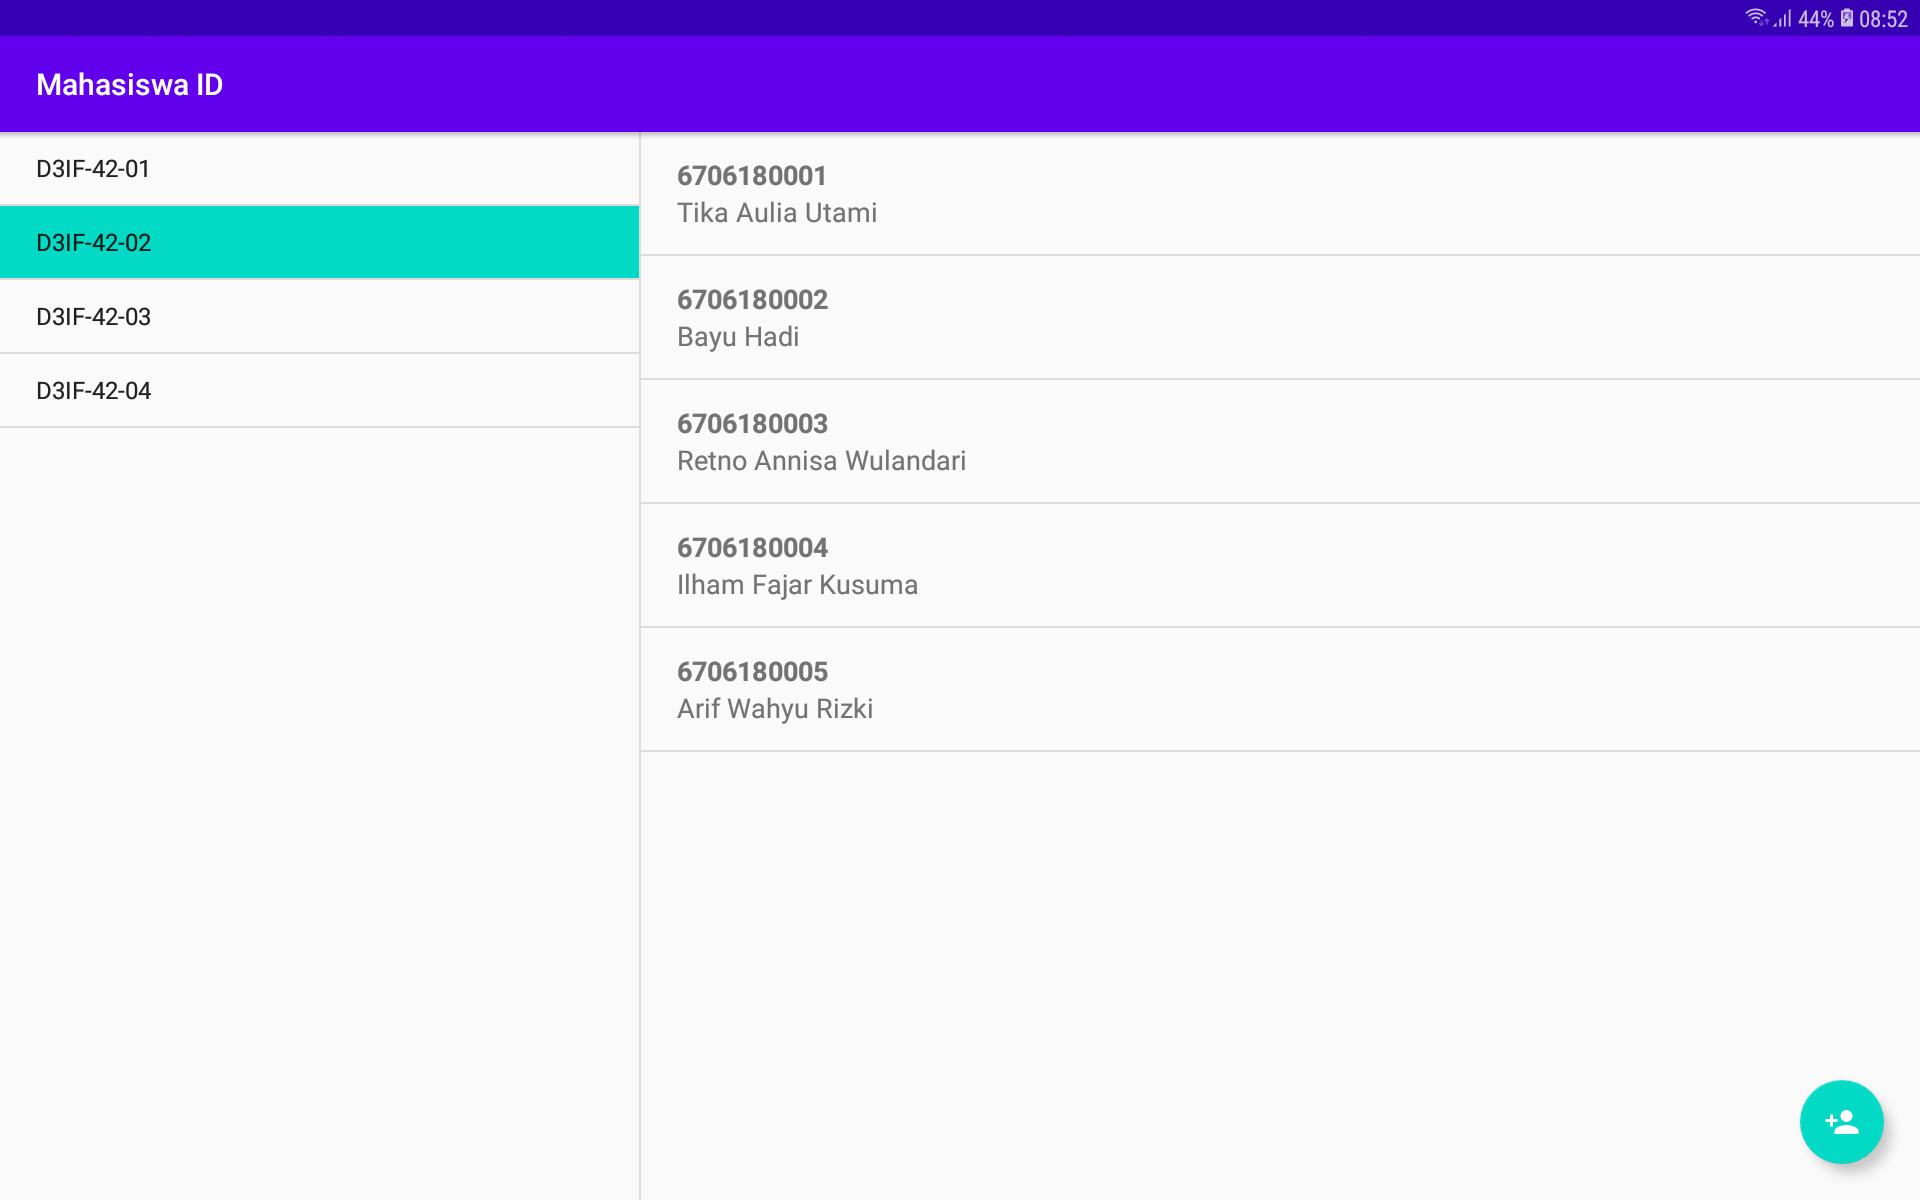 44% 08:52
Mahasiswa ID
D3IF-42-01
D3IF-42-02
D3IF-42-03
D3IF-42-04
6706180001
Tika Aulia Utami
6706180002
Bayu Hadi
6706180003
Retno Annisa Wulandari
6706180004
Ilham Fajar Kusuma
6706180005
Arif Wahyu Rizki